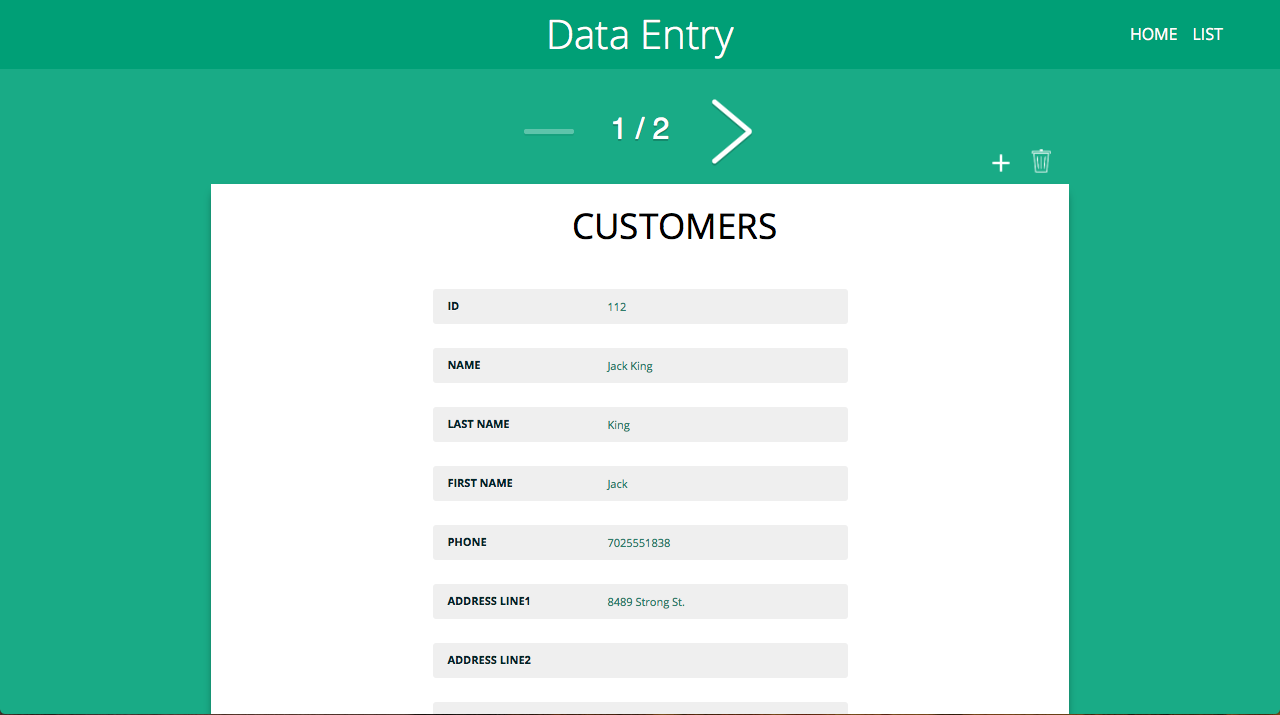 Data Entry
HOME LIST
1 / 2
CUSTOMERS
ID 112
NAME Jack King
LAST NAME King
FIRST NAME Jack
PHONE 7025551838
ADDRESS LINE1 8489 Strong St.
ADDRESS LINE2